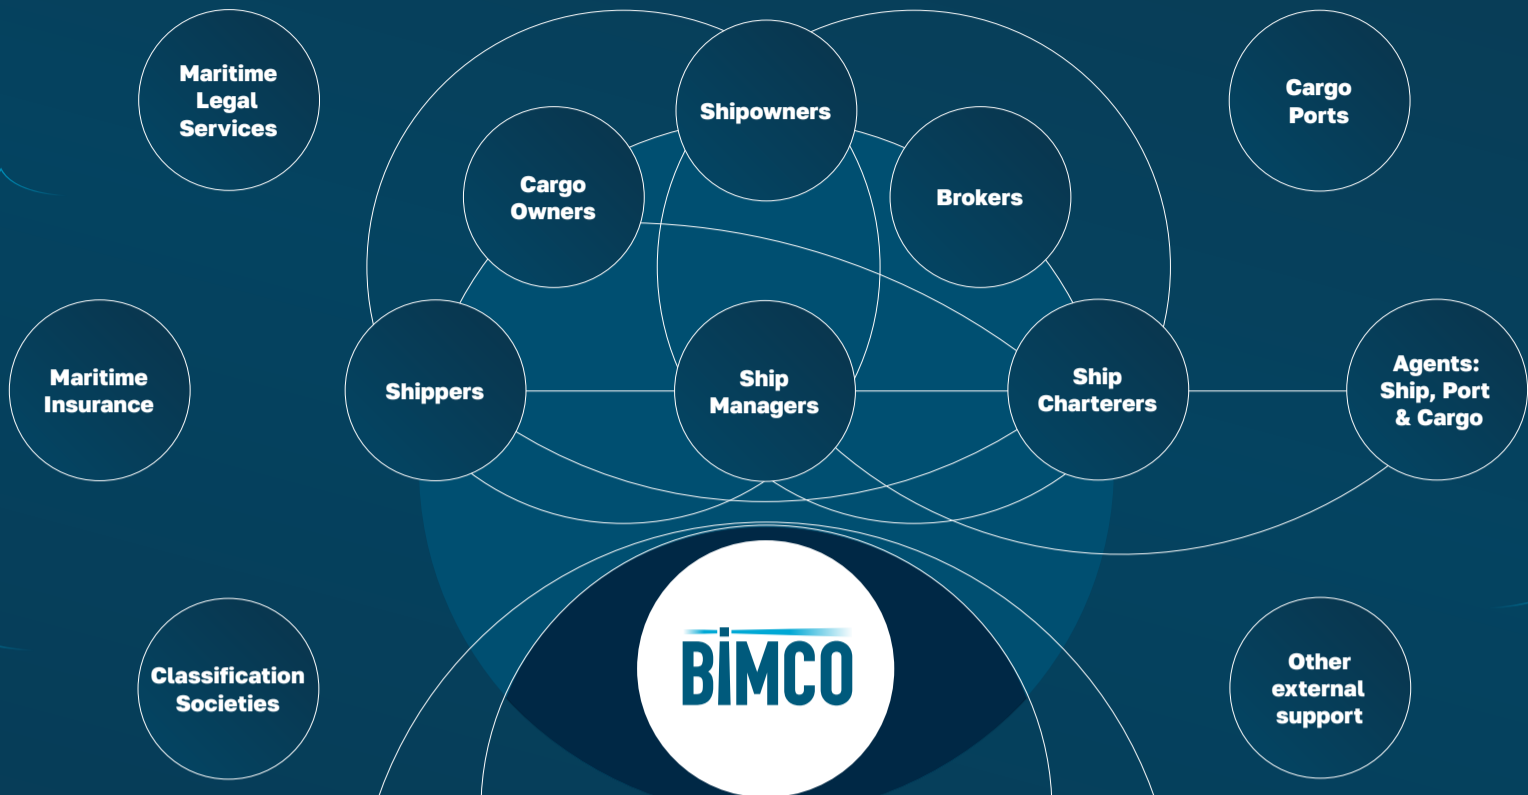 Maritime
Legal
Services
Shipowners
Cargo
Ports
Cargo
Owners
Brokers
Maritime
Insurance
Shippers
Ship
Managers
Ship
Charterers
Agents:
Ship, Port
& Cargo
Classification
Societies
BIMCO
Other
external
support